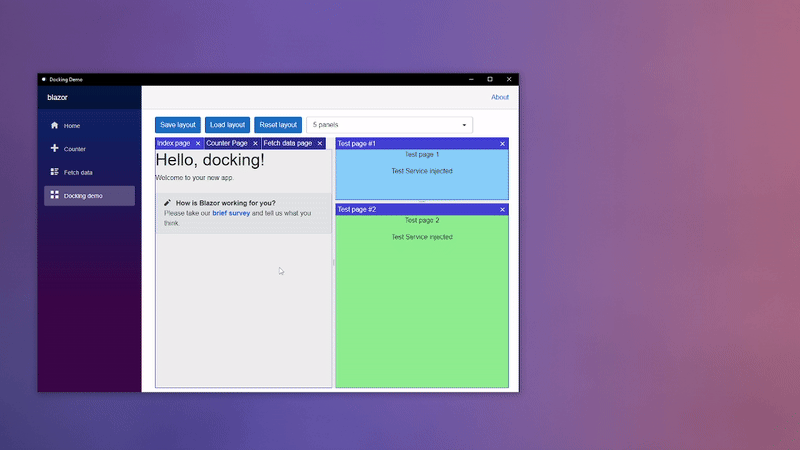 Docking Demo
blazor
About
Home
Counter
Fetch data
Docking demo
Save layout
Load layout
Reset layout
5 panels
Index page
Counter Page
Fetch data page
Hello, docking!
Welcome to your new app.
How is Blazor working for you?
Please take our brief survey and tell us what you
think.
Test page #1
Test page 1
Test Service injected
Test page #2
Test page 2
Test Service injected